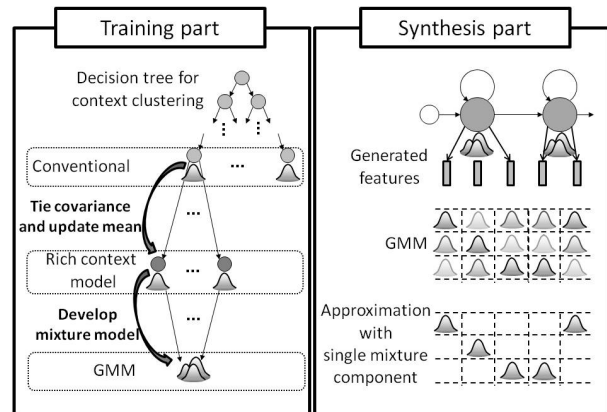 Training part
Decision tree for
context clustering
Conventional
Tie covariance
and update mean
Rich context
model
Develop
mixture model
GMM
Synthesis part
Generated
features
GMM
Approximation
with
single mixture
component